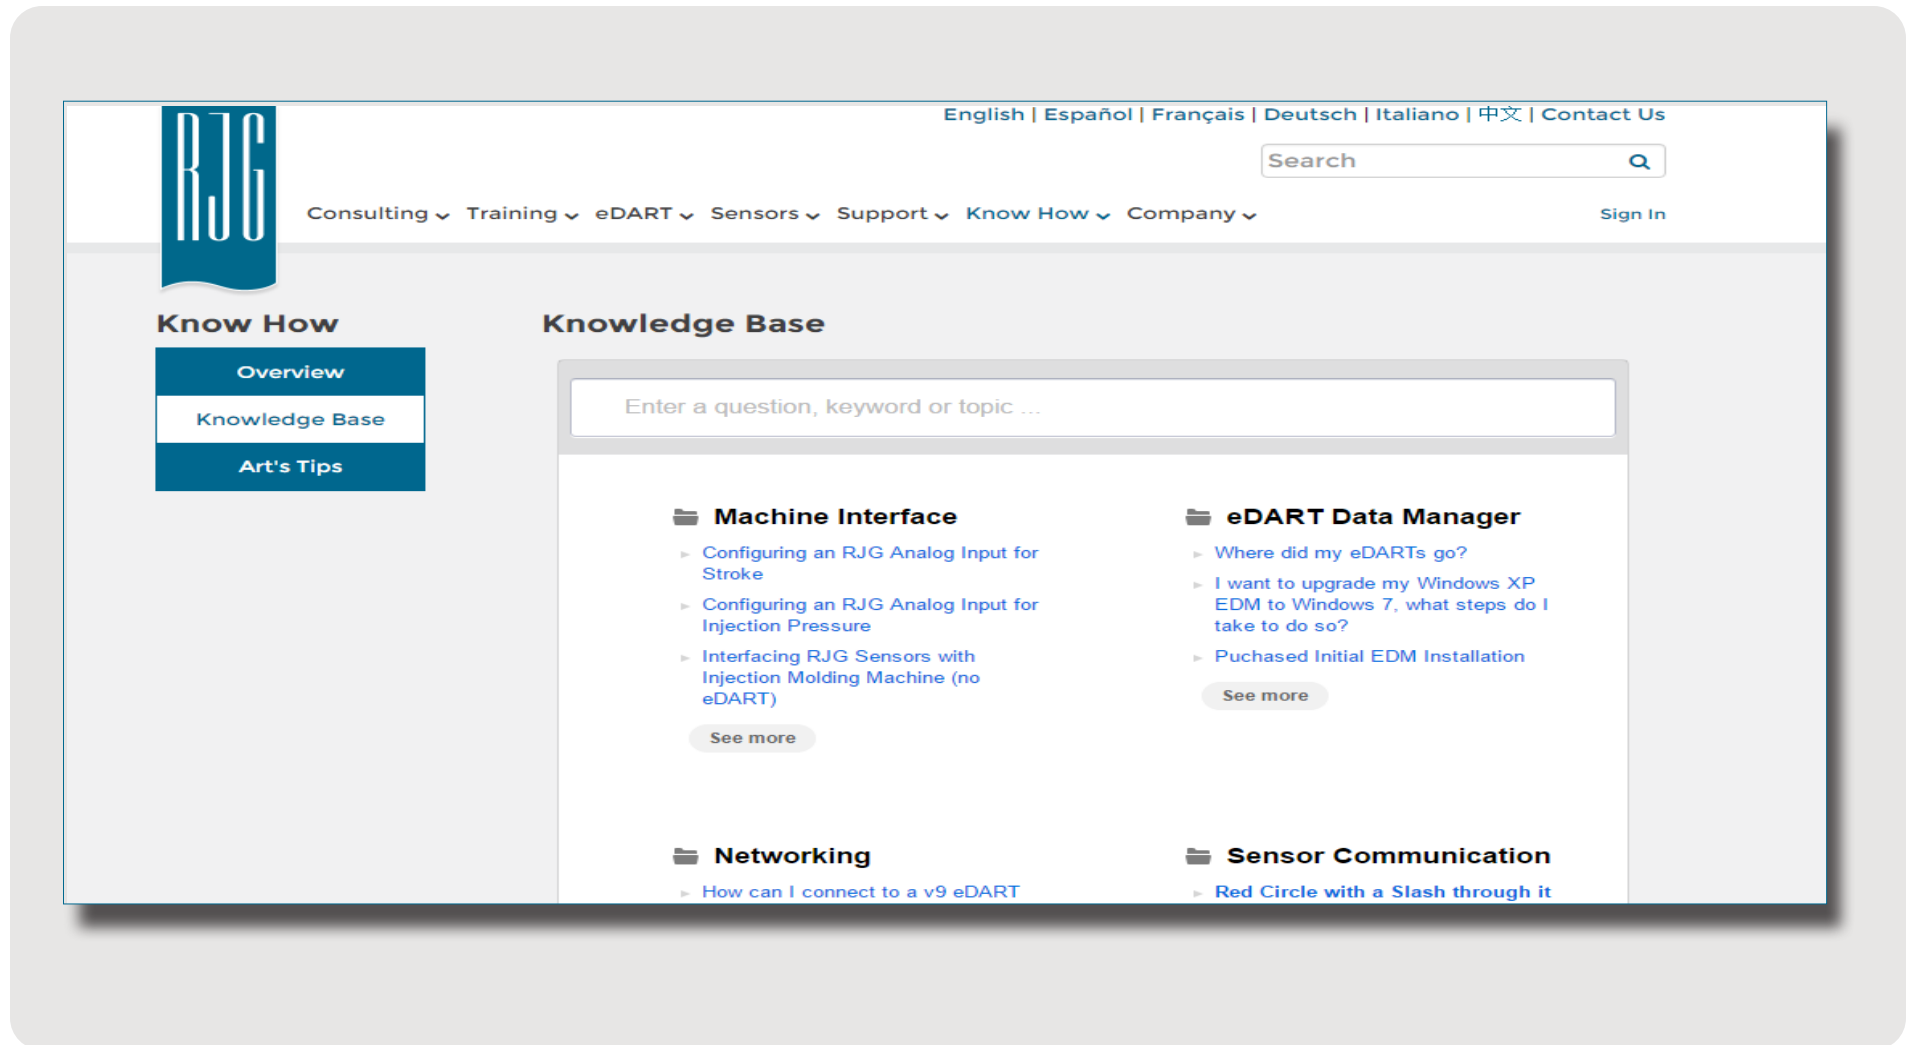 RJG
English | Español | Français | Deutsch | Italiano | 中文 | Contact Us
Search
Consulting Training eDART Sensors Support Know How Company
Sign In
Know How
Overview
Knowledge Base
Art's Tips
Knowledge Base
Enter a question, keyword or topic ...
Machine Interface
Configuring an RJG Analog Input for
Stroke
Configuring an RJG Analog Input for
Injection Pressure
Interfacing RJG Sensors with
Injection Molding Machine (no
eDART)
See more
eDART Data Manager
Where did my eDARTs go?
I want to upgrade my Windows XP
EDM to Windows 7, what steps do I
take to do so?
Puchased Initial EDM Installation
See more
Networking
How can I connect to a v9 eDART
Sensor Communication
Red Circle with a Slash through it